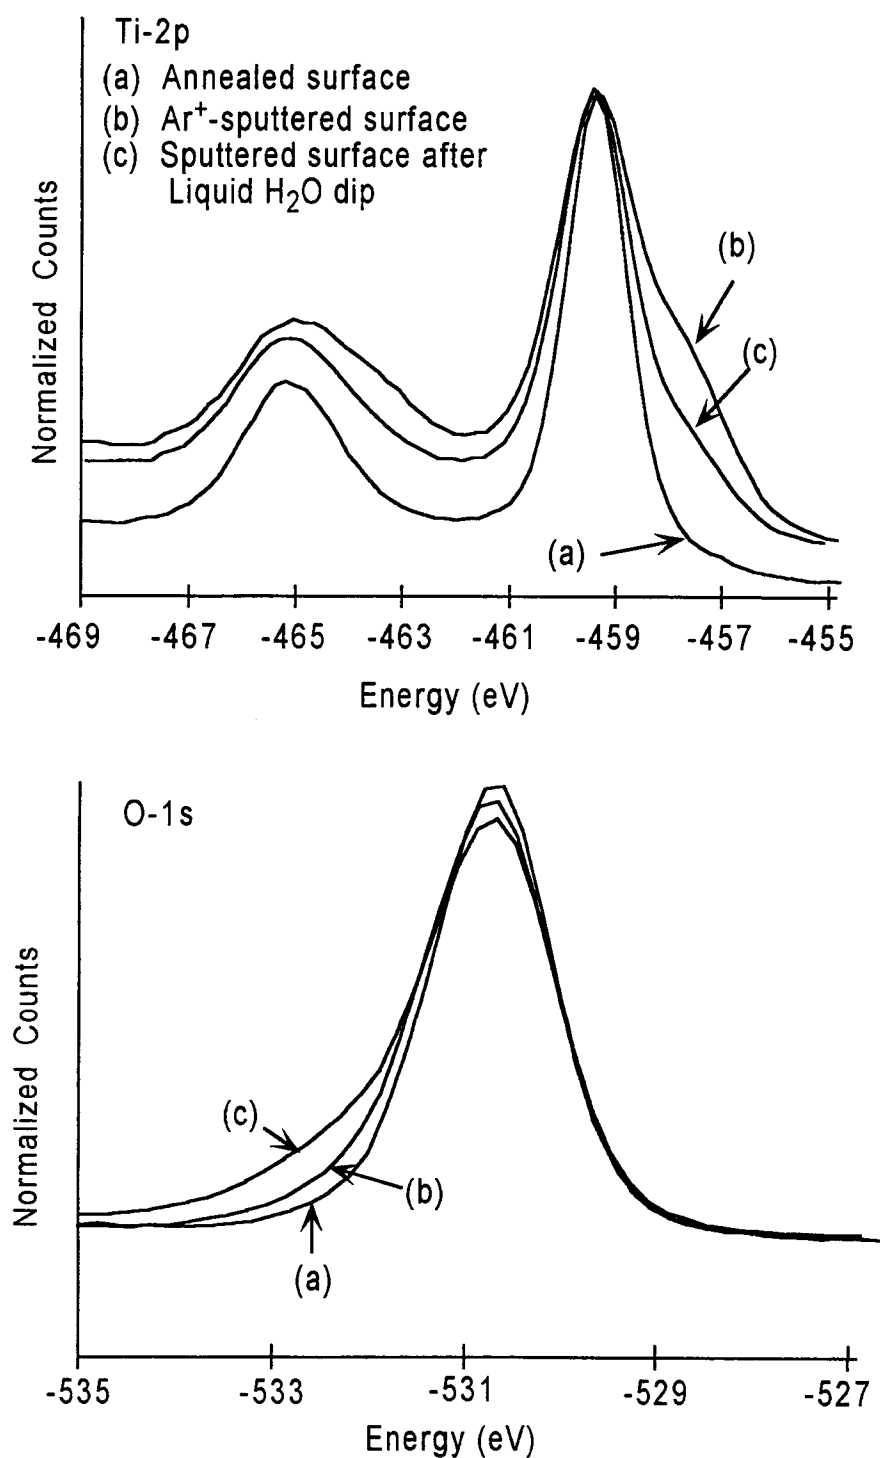 Ti-2p
(a) Annealed surface
(b) Ar⁺-sputtered surface
(c) Sputtered surface after
Liquid H₂O dip
Normalized Counts
(b)
(c)
(a)
-469 -467 -465 -463 -461 -459 -457 -455
Energy (eV)
O-1s
Normalized Counts
(c)
(b)
(a)
-535 -533 -531 -529 -527
Energy (eV)